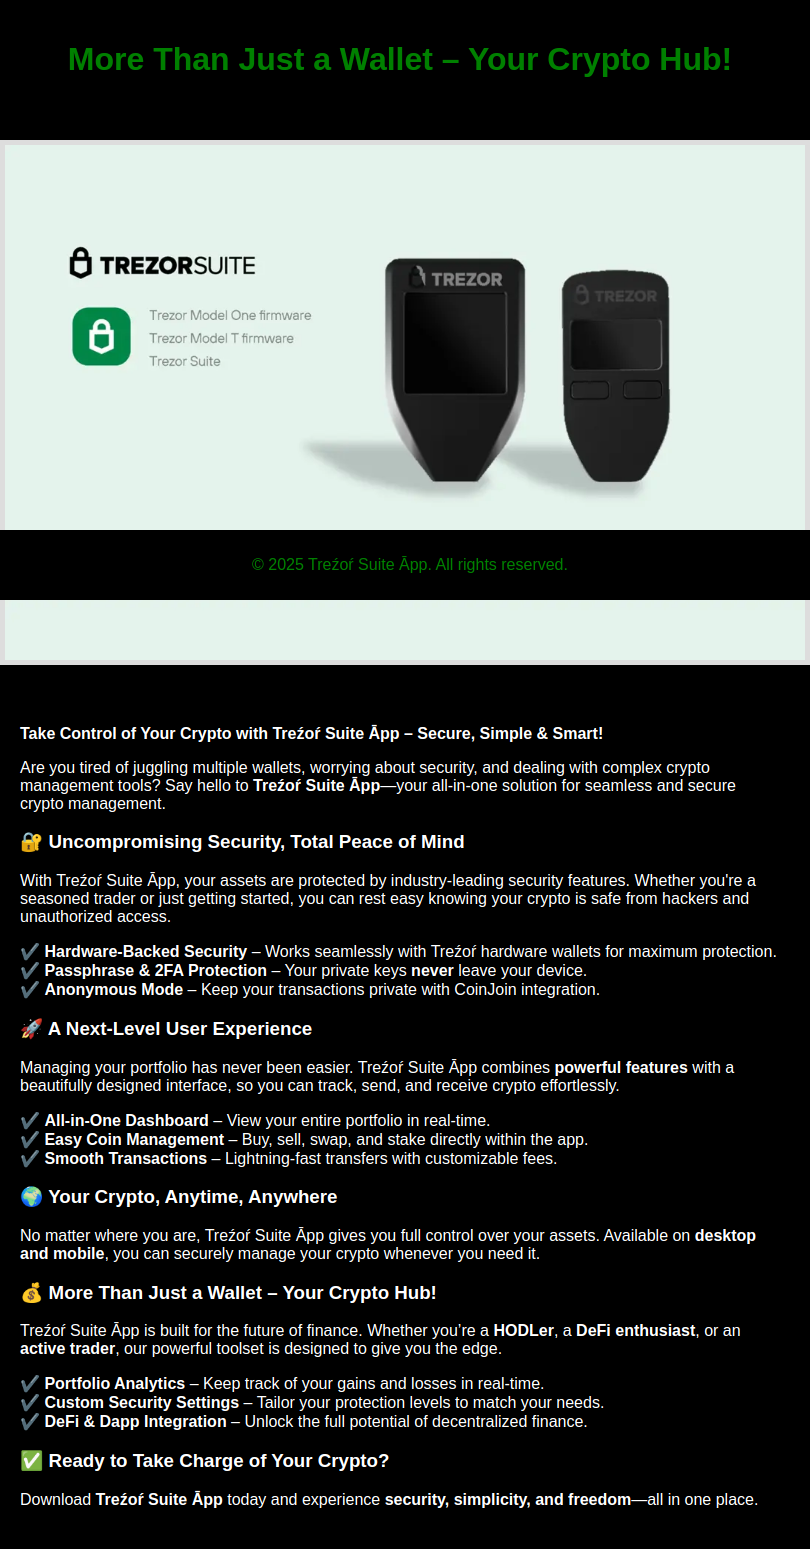 More Than Just a Wallet – Your Crypto Hub!
TREZORSUITE
Trezor Model One firmware
Trezor Model T firmware
Trezor Suite
TREZOR
TREZOR
© 2025 Treźoŕ Suite Āpp. All rights reserved.
Take Control of Your Crypto with Treźoŕ Suite Āpp – Secure, Simple & Smart!
Are you tired of juggling multiple wallets, worrying about security, and dealing with complex crypto
management tools? Say hello to Treźoŕ Suite Āpp—your all-in-one solution for seamless and secure
crypto management.
🔐 Uncompromising Security, Total Peace of Mind
With Treźoŕ Suite Āpp, your assets are protected by industry-leading security features. Whether you're a
seasoned trader or just getting started, you can rest easy knowing your crypto is safe from hackers and
unauthorized access.
✔️ Hardware-Backed Security – Works seamlessly with Treźoŕ hardware wallets for maximum protection.
✔️ Passphrase & 2FA Protection – Your private keys never leave your device.
✔️ Anonymous Mode – Keep your transactions private with CoinJoin integration.
🚀 A Next-Level User Experience
Managing your portfolio has never been easier. Treźoŕ Suite Āpp combines powerful features with a
beautifully designed interface, so you can track, send, and receive crypto effortlessly.
✔️ All-in-One Dashboard – View your entire portfolio in real-time.
✔️ Easy Coin Management – Buy, sell, swap, and stake directly within the app.
✔️ Smooth Transactions – Lightning-fast transfers with customizable fees.
🌍 Your Crypto, Anytime, Anywhere
No matter where you are, Treźoŕ Suite Āpp gives you full control over your assets. Available on desktop
and mobile, you can securely manage your crypto whenever you need it.
💰 More Than Just a Wallet – Your Crypto Hub!
Treźoŕ Suite Āpp is built for the future of finance. Whether you’re a HODLer, a DeFi enthusiast, or an
active trader, our powerful toolset is designed to give you the edge.
✔️ Portfolio Analytics – Keep track of your gains and losses in real-time.
✔️ Custom Security Settings – Tailor your protection levels to match your needs.
✔️ DeFi & Dapp Integration – Unlock the full potential of decentralized finance.
✅ Ready to Take Charge of Your Crypto?
Download Treźoŕ Suite Āpp today and experience security, simplicity, and freedom—all in one place.